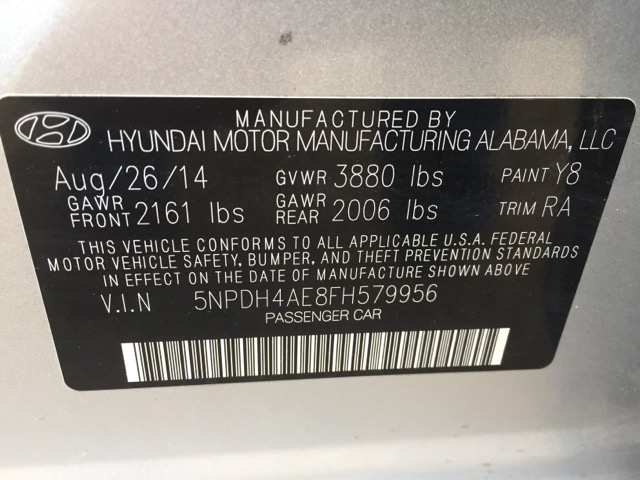 MANUFACTURED BY
HYUNDAI MOTOR MANUFACTURING ALABAMA, LLC
Aug/26/14 GVWR 3880 lbs PAINT Y8
GAWR FRONT 2161 lbs GAWR REAR 2006 lbs TRIM RA
THIS VEHICLE CONFORMS TO ALL APPLICABLE U.S.A. FEDERAL
MOTOR VEHICLE SAFETY, BUMPER, AND THEFT PREVENTION STANDARDS
IN EFFECT ON THE DATE OF MANUFACTURE SHOWN ABOVE
V.I.N 5NPDH4AE8FH579956
PASSENGER CAR